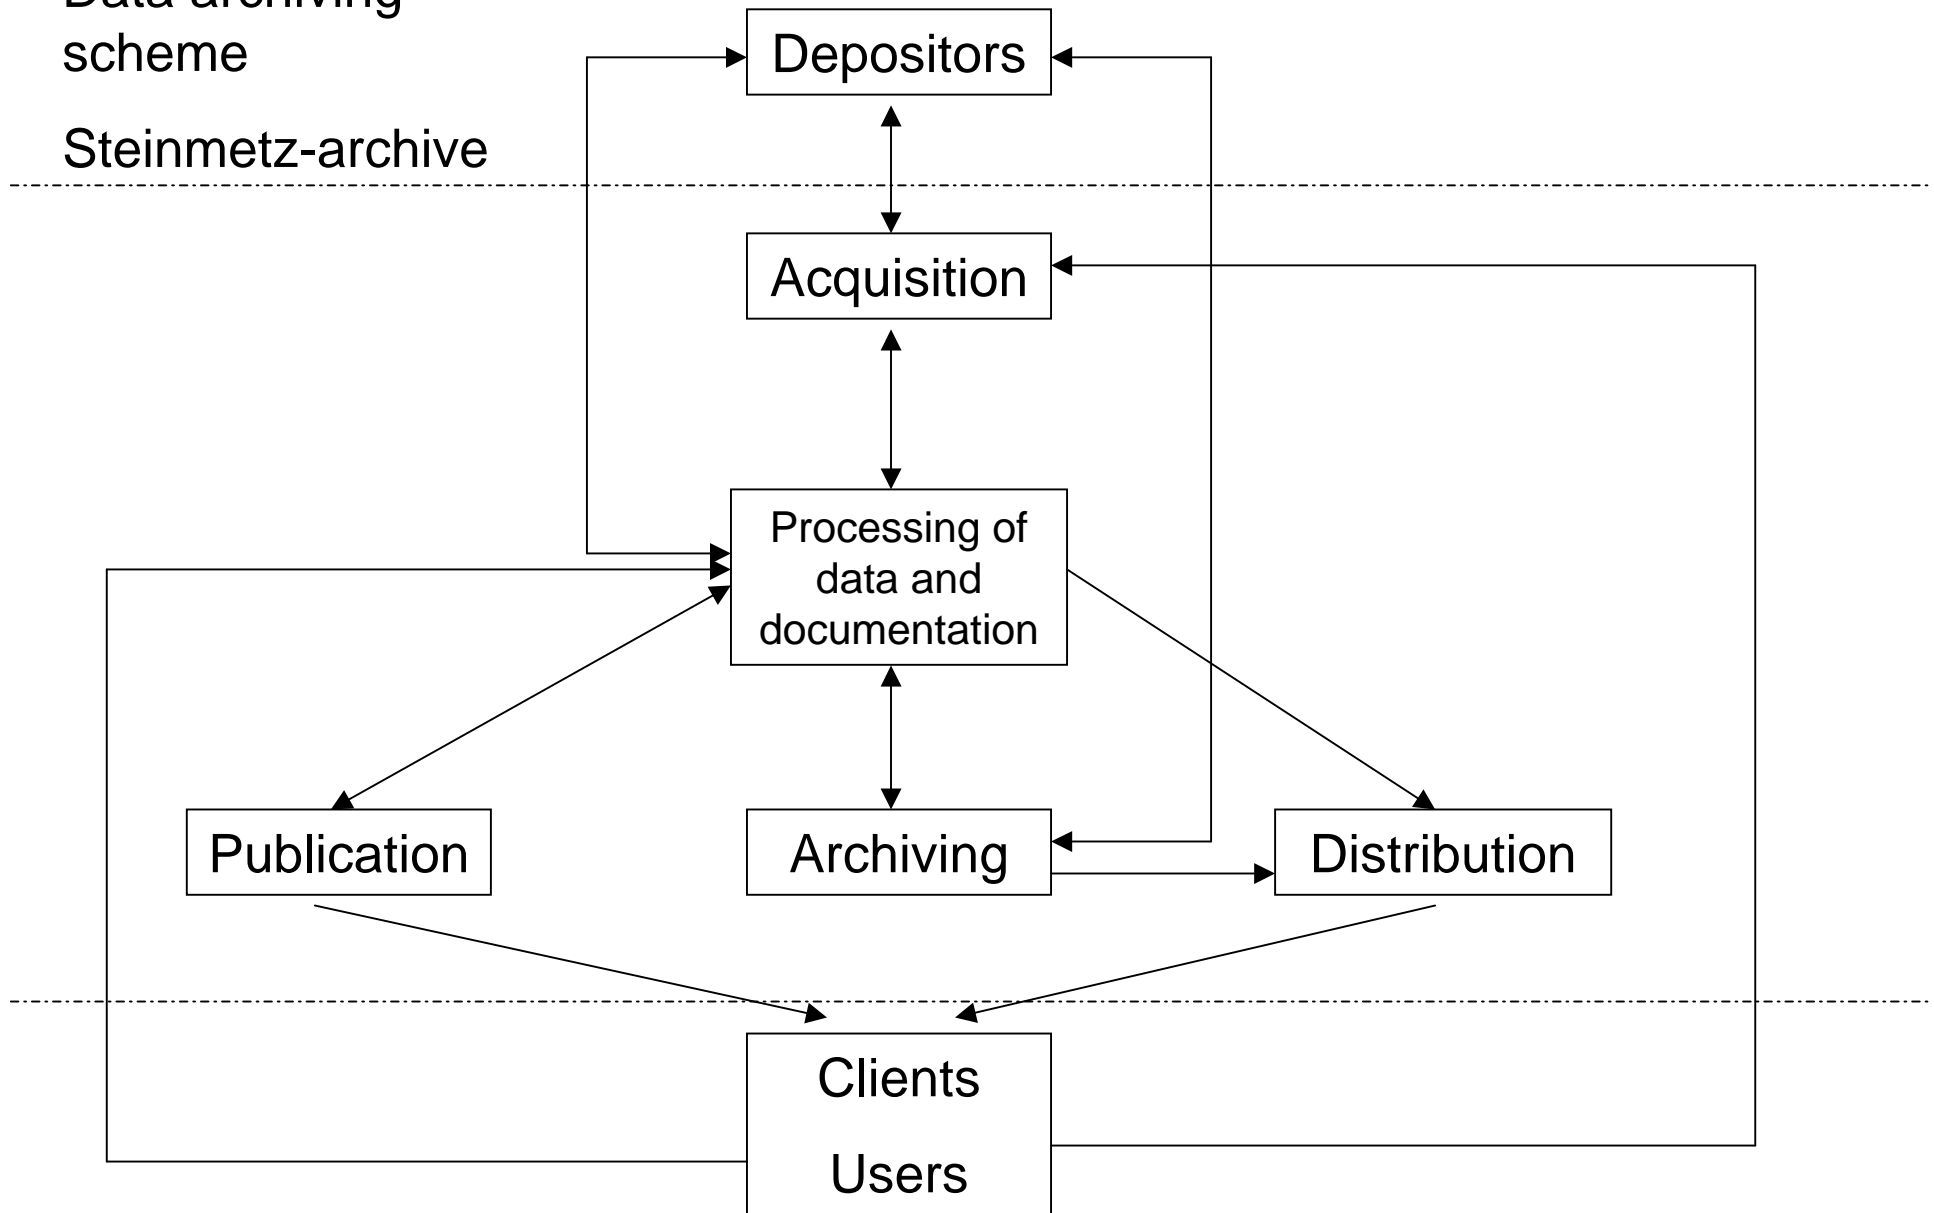 Data archiving
scheme
Steinmetz-archive
Depositors
Acquisition
Processing of
data and
documentation
Publication
Archiving
Distribution
Clients
Users